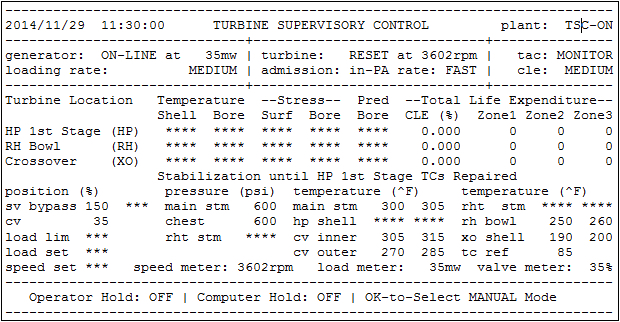 2014/11/29 11:30:00 TURBINE SUPERVISORY CONTROL plant: TSC-ON
generator: ON-LINE at 35mw | turbine: RESET at 3602rpm | tac: MONITOR
loading rate: MEDIUM | admission: in-PA rate: FAST | cle: MEDIUM
Turbine Location Temperature --Stress-- Pred --Total Life Expenditure--
Shell Bore Surf Bore Bore CLE (%) Zone1 Zone2 Zone3
HP 1st Stage (HP) **** **** **** **** **** 0.000 0 0 0
RH Bowl (RH) **** **** **** **** **** 0.000 0 0 0
Crossover (XO) **** **** **** **** **** 0.000 0 0 0
Stabilization until HP 1st Stage TCs Repaired
position (%) pressure (psi) temperature (^F) temperature (^F)
sv bypass 150 *** main stm 600 main stm 300 305 rht stm **** ****
cv 35 chest 600 hp shell **** **** rh bowl 250 260
load lim *** rht stm **** cv inner 305 315 xo shell 190 200
load set *** cv outer 270 285 tc ref 85
speed set *** speed meter: 3602rpm load meter: 35mw valve meter: 35%
Operator Hold: OFF | Computer Hold: OFF | OK-to-Select MANUAL Mode